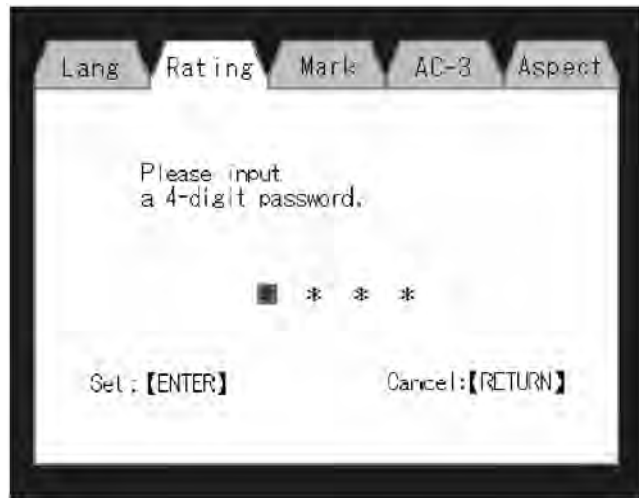 Lang Rating Mark AC-3 Aspect
Please input
a 4-digit password.
* * *
Set:【ENTER】 Cancel:【RETURN】